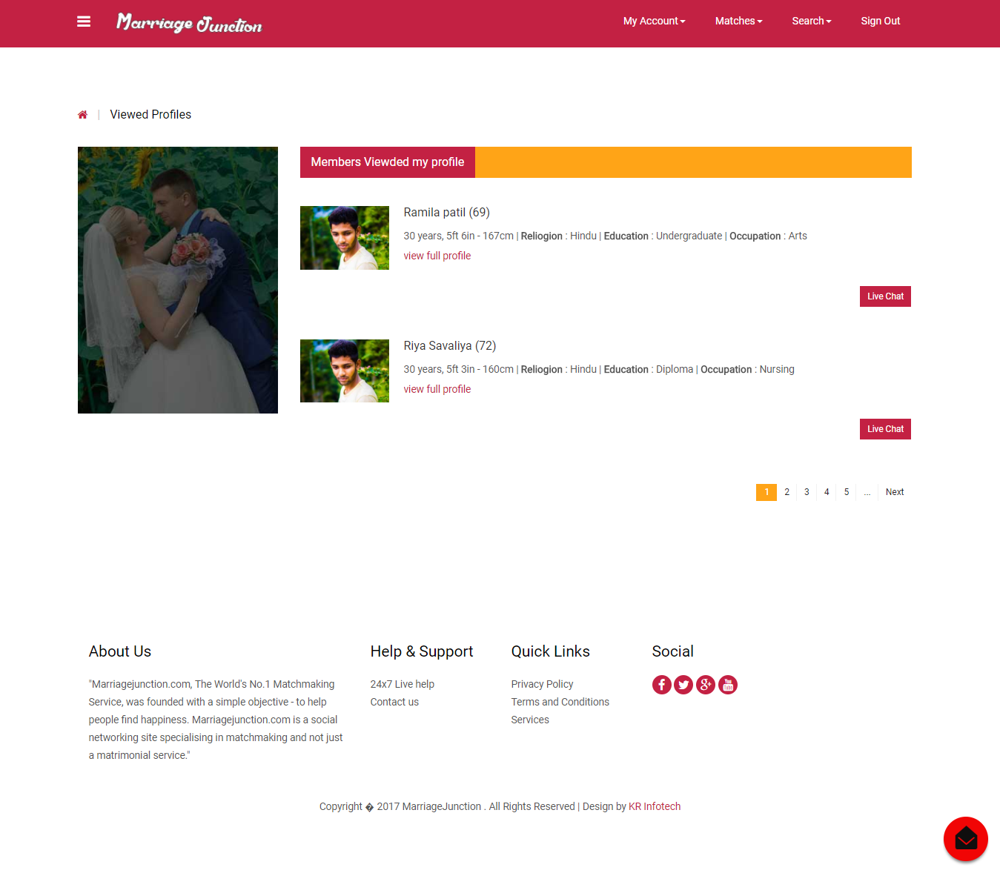 Marriage Junction
My Account
Matches
Search
Sign Out
| Viewed Profiles
Members Viewded my profile
Ramila patil (69)
30 years, 5ft 6in - 167cm | Reliogion : Hindu | Education : Undergraduate | Occupation : Arts
view full profile
Live Chat
Riya Savaliya (72)
30 years, 5ft 3in - 160cm | Reliogion : Hindu | Education : Diploma | Occupation : Nursing
view full profile
Live Chat
1 2 3 4 5 ... Next
About Us
"Marriagejunction.com, The World's No.1 Matchmaking
Service, was founded with a simple objective - to help
people find happiness. Marriagejunction.com is a social
networking site specialising in matchmaking and not just
a matrimonial service."
Help & Support
24x7 Live help
Contact us
Quick Links
Privacy Policy
Terms and Conditions
Services
Social
Copyright � 2017 MarriageJunction . All Rights Reserved | Design by KR Infotech